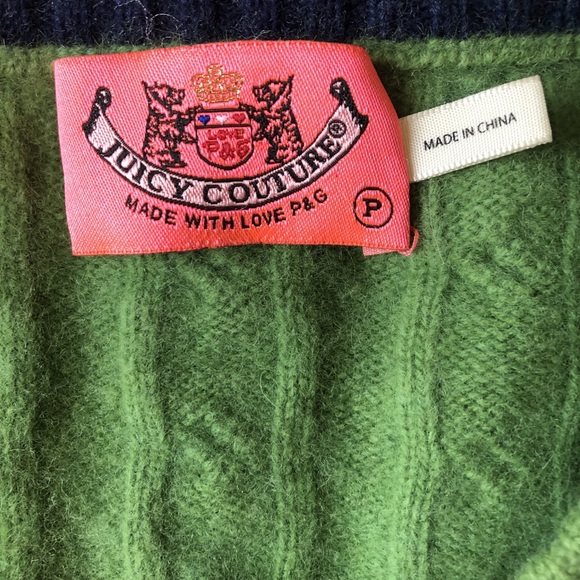 LOVE
P&G
JUICY COUTURE®
MADE WITH LOVE P&G
P
MADE IN CHINA